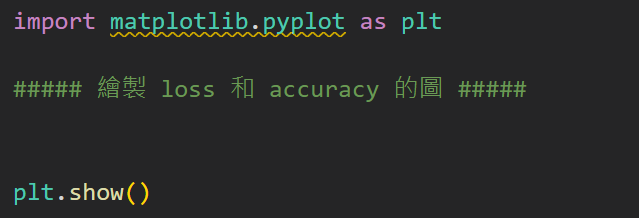 import matplotlib.pyplot as plt
##### 繪製 loss 和 accuracy 的圖 #####
plt.show()